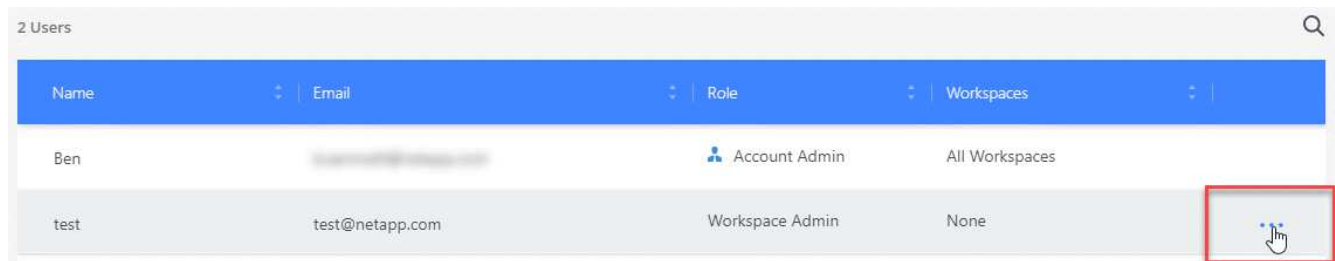 2 Users
Name Email Role Workspaces
Ben Account Admin All Workspaces
test test@netapp.com Workspace Admin None